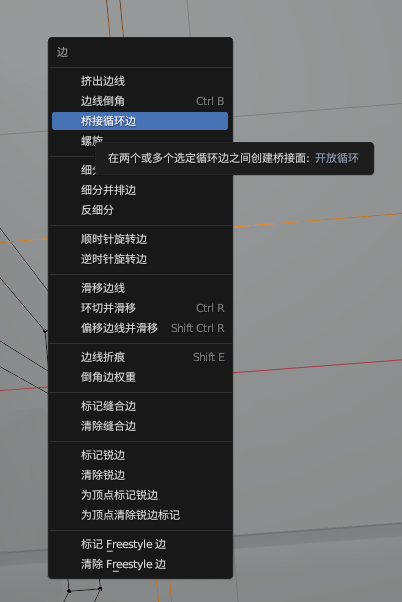 边
挤出边线
边线倒角 Ctrl B
桥接循环边
螺旋
在两个或多个选定循环边之间创建桥接面: 开放循环
细分并排边
反细分
顺时针旋转边
逆时针旋转边
滑移边线
环切并滑移 Ctrl R
偏移边线并滑移 Shift Ctrl R
边线折痕 Shift E
倒角边权重
标记缝合边
清除缝合边
标记锐边
清除锐边
为顶点标记锐边
为顶点清除锐边标记
标记 Freestyle 边
清除 Freestyle 边